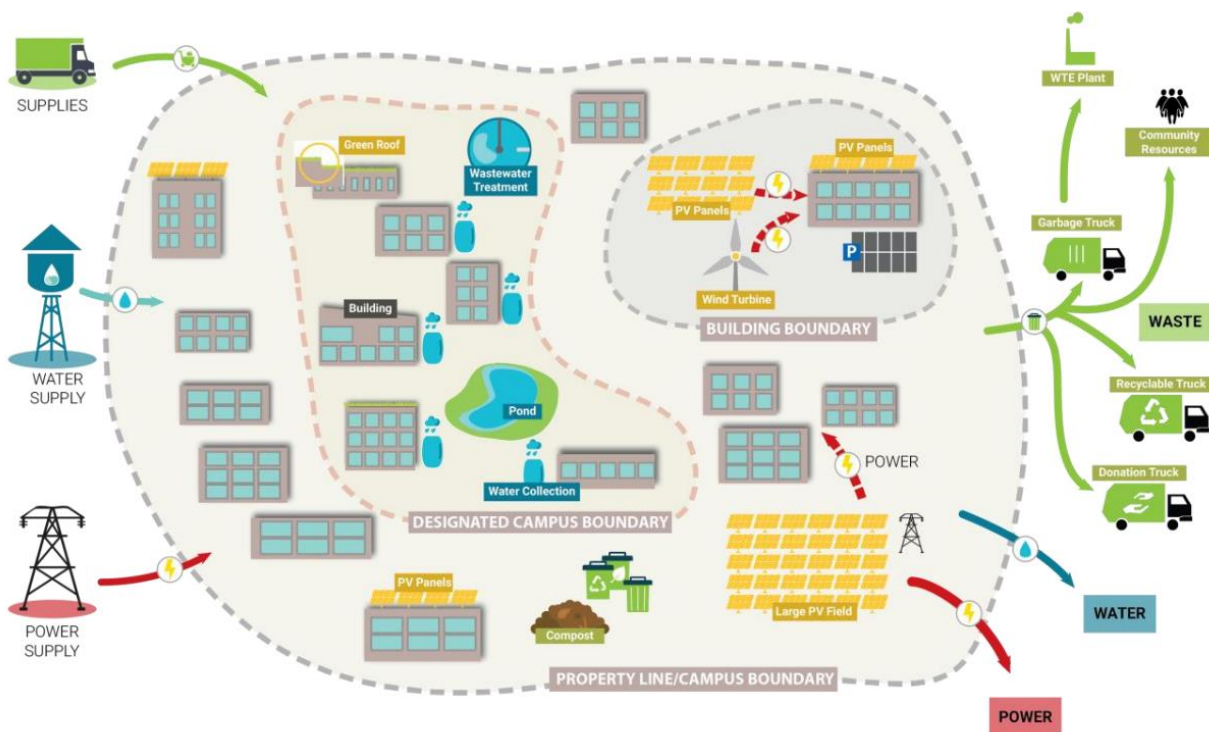 SUPPLIES
WATER
SUPPLY
POWER
SUPPLY
Green Roof
Wastewater
Treatment
Building
Pond
Water Collection
DESIGNATED CAMPUS BOUNDARY
PV Panels
PV Panels
P
Wind Turbine
BUILDING BOUNDARY
POWER
PV Panels
Compost
Large PV Field
PROPERTY LINE/CAMPUS BOUNDARY
WTE Plant
Community
Resources
Garbage Truck
WASTE
Recyclable Truck
Donation Truck
WATER
POWER